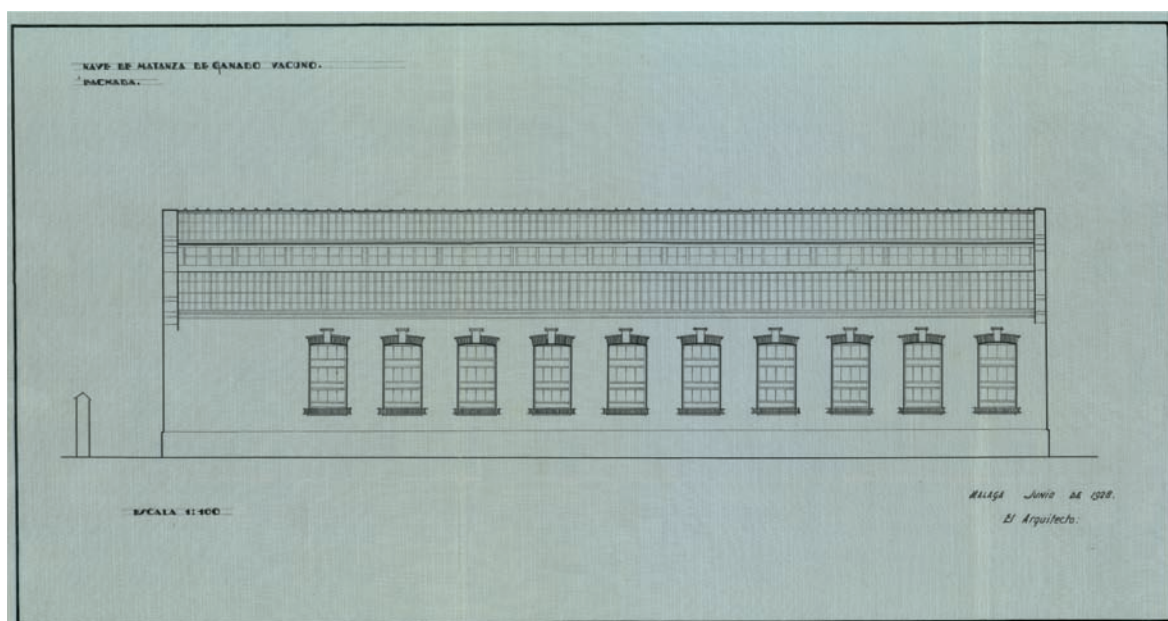 NAVE DE MATANZA DE GANADO VACUNO.
FACHADA.
ESCALA 1:100
MALAGA JUNIO DE 1928.
El Arquitecto: